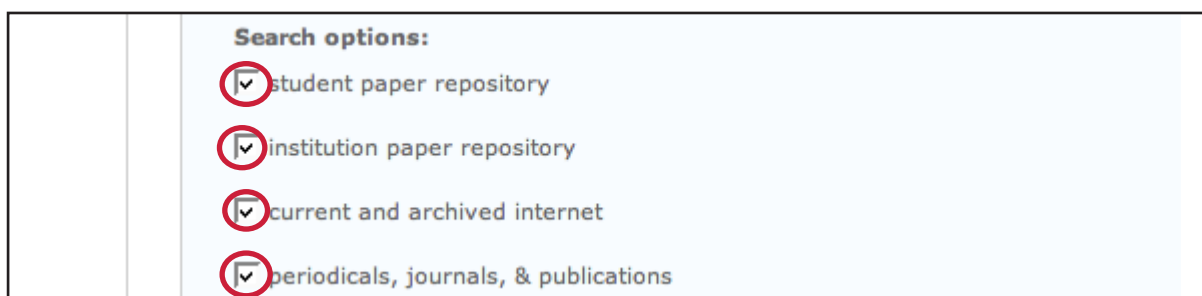 Search options:
student paper repository
institution paper repository
current and archived internet
periodicals, journals, & publications